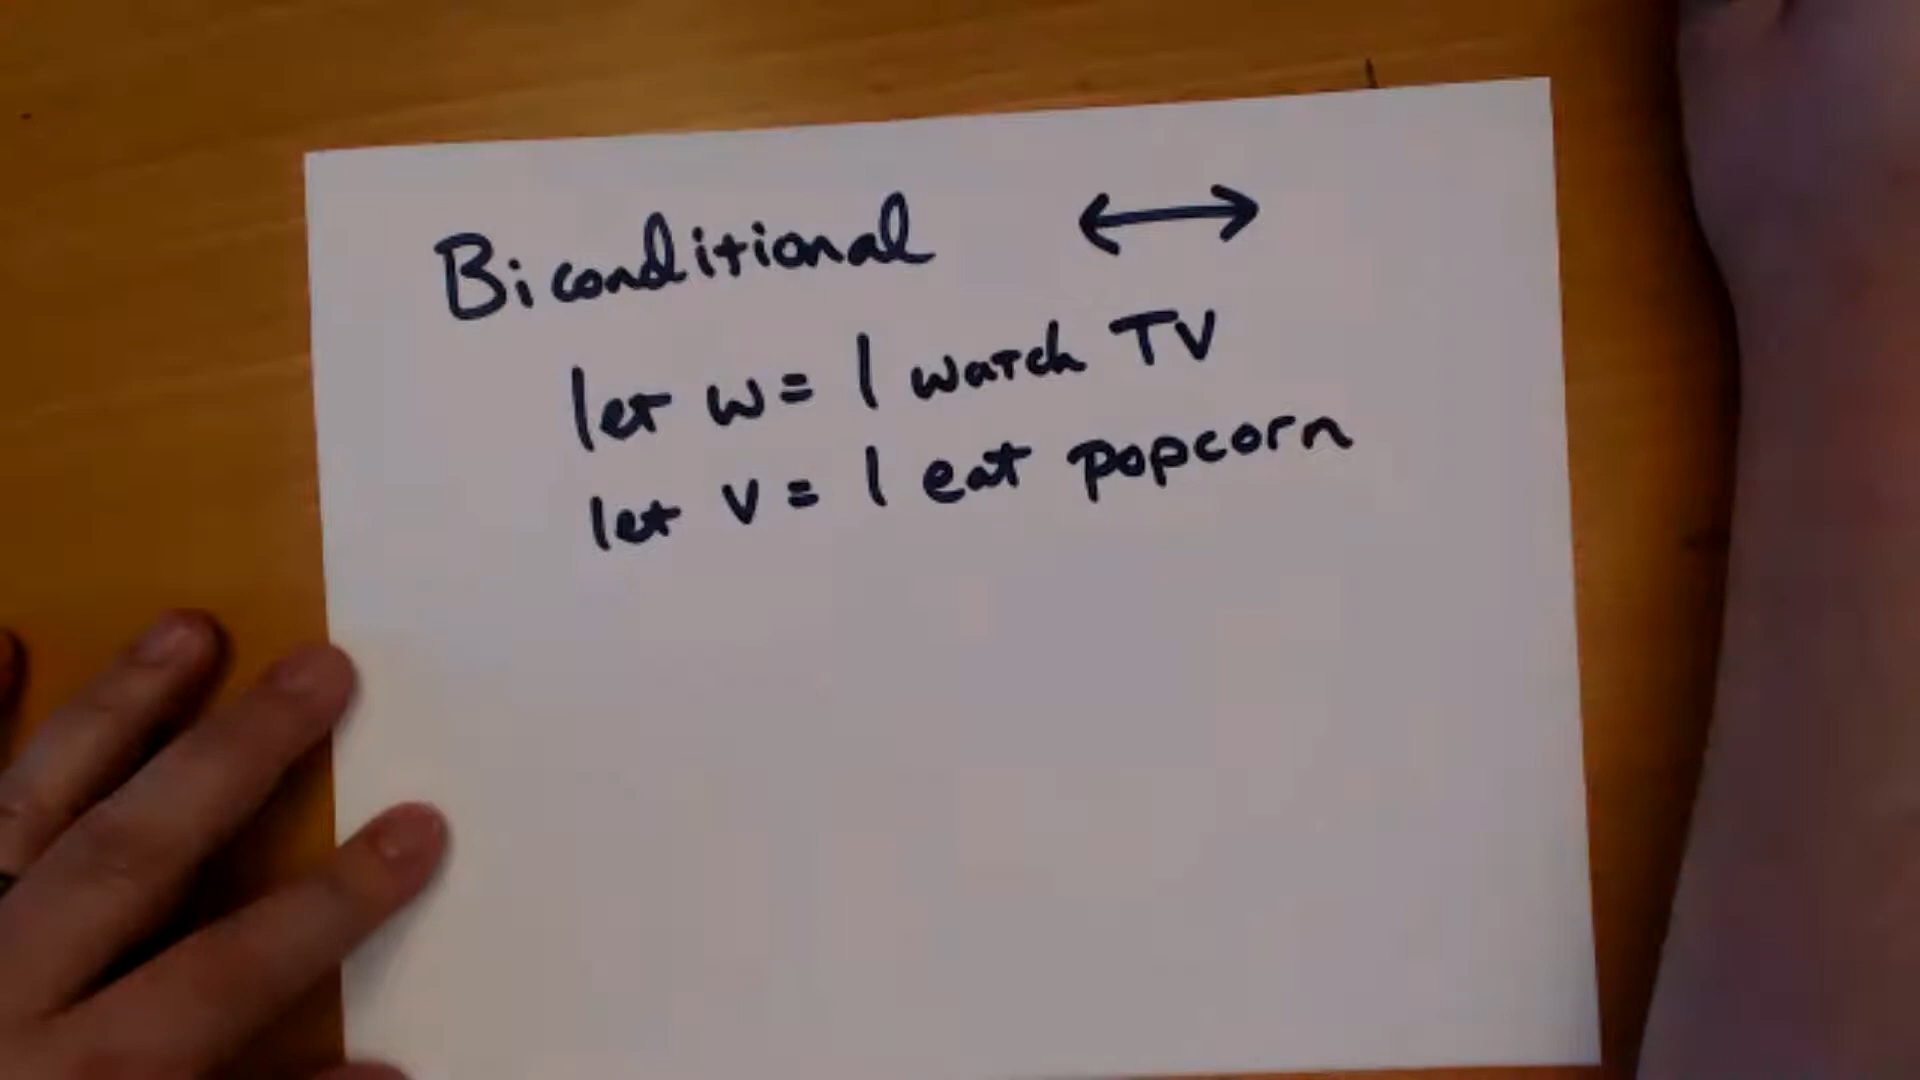 Biconditional ↔
let w = I watch TV
let v = I eat popcorn